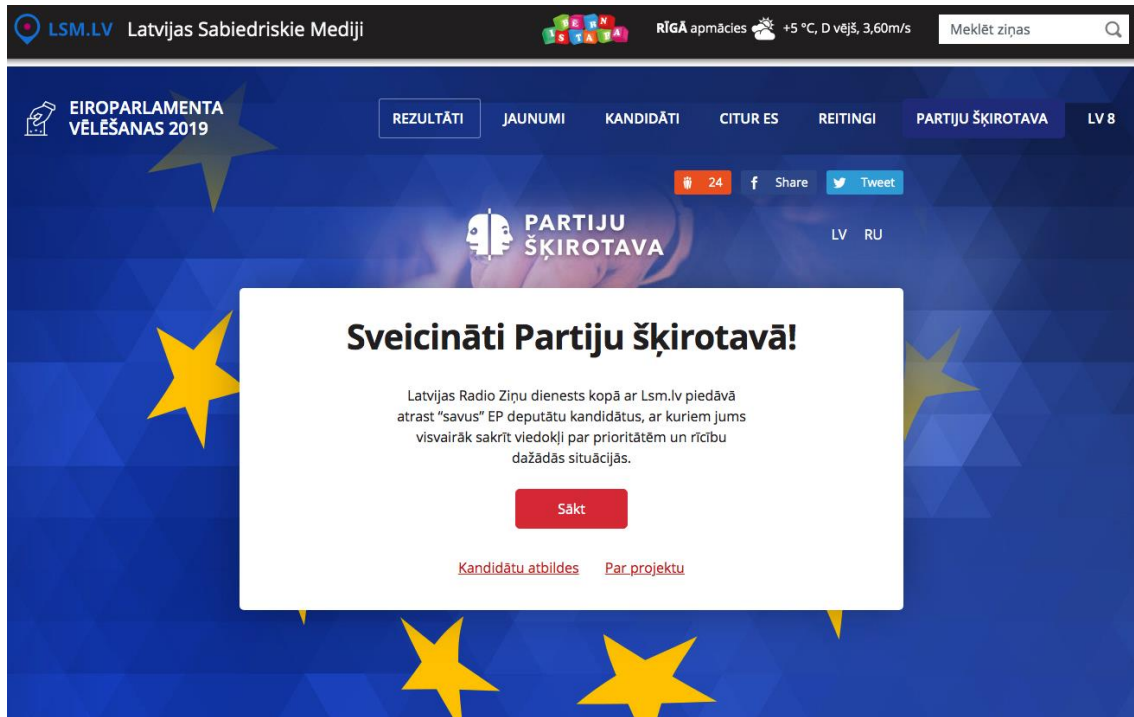 LSM.LV Latvijas Sabiedriskie Mediji
BĒRNISTABA
RĪGĀ apmācies +5 °C, D vējš, 3,60m/s
Meklēt ziņas
EIROPARLAMENTA
VĒLĒŠANAS 2019
REZULTĀTI JAUNUMI KANDIDĀTI CITUR ES REITINGI PARTIJU ŠĶIROTAVA LV 8
24 Share Tweet
PARTIJU
ŠĶIROTAVA
LV RU
Sveicināti Partiju šķirotavā!
Latvijas Radio Ziņu dienests kopā ar Lsm.lv piedāvā
atrast “savus” EP deputātu kandidātus, ar kuriem jums
visvairāk sakrīt viedokļi par prioritātēm un rīcību
dažādās situācijās.
Sākt
Kandidātu atbildes Par projektu